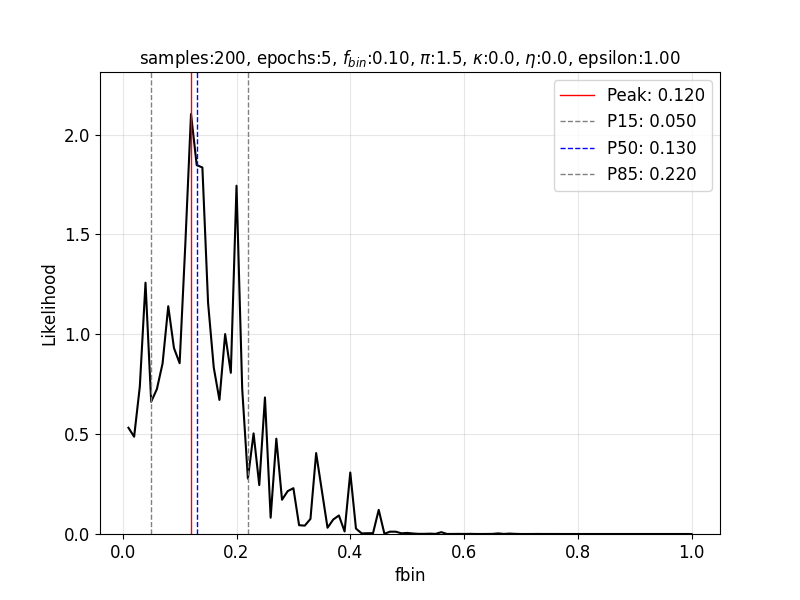 samples:200, epochs:5, $f_{bin}$:0.10, π:1.5, κ:0.0, η:0.0, epsilon:1.00
Peak: 0.120
P15: 0.050
P50: 0.130
P85: 0.220
Likelihood
2.0
1.5
1.0
0.5
0.0
0.0 0.2 0.4 0.6 0.8 1.0
fbin